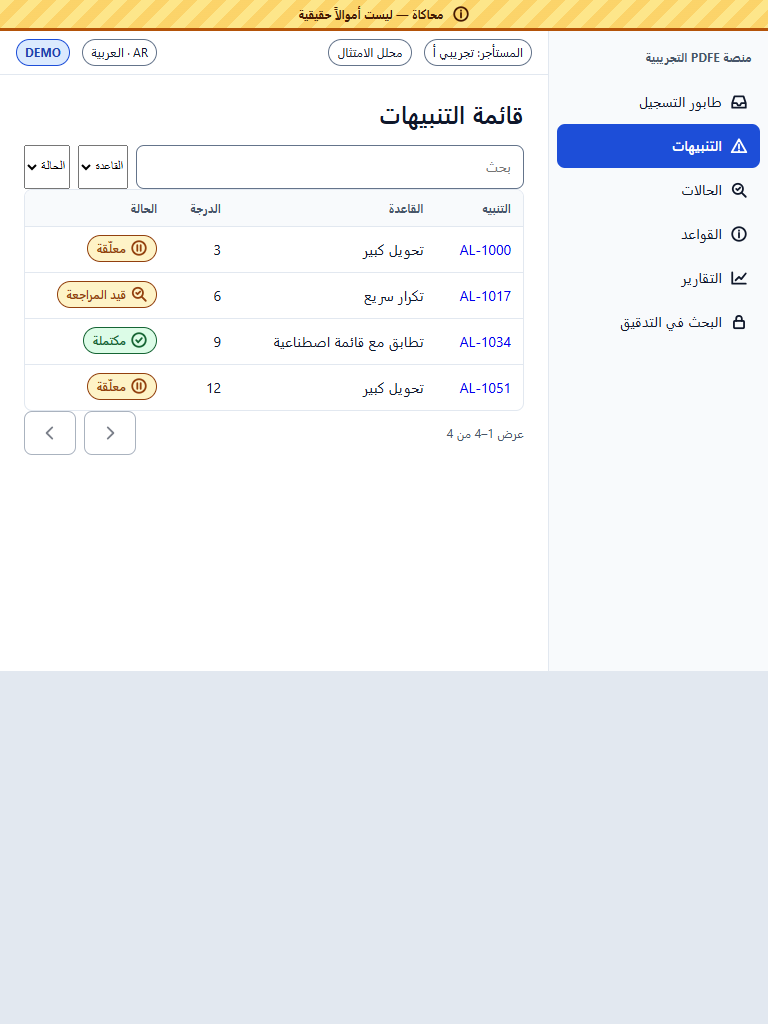 محاكاة — ليست أموالاً حقيقية
منصة PDFE التجريبية
طابور التسجيل
التنبيهات
الحالات
القواعد
التقارير
البحث في التدقيق
المستأجر: تجريبي أ
محلل الامتثال
AR · العربية
DEMO
قائمة التنبيهات
بحث
القاعدة
الحالة
التنبيه القاعدة الدرجة الحالة
AL-1000 تحويل كبير 3 معلّقة
AL-1017 تكرار سريع 6 قيد المراجعة
AL-1034 تطابق مع قائمة اصطناعية 9 مكتملة
AL-1051 تحويل كبير 12 معلّقة
عرض 1–4 من 4